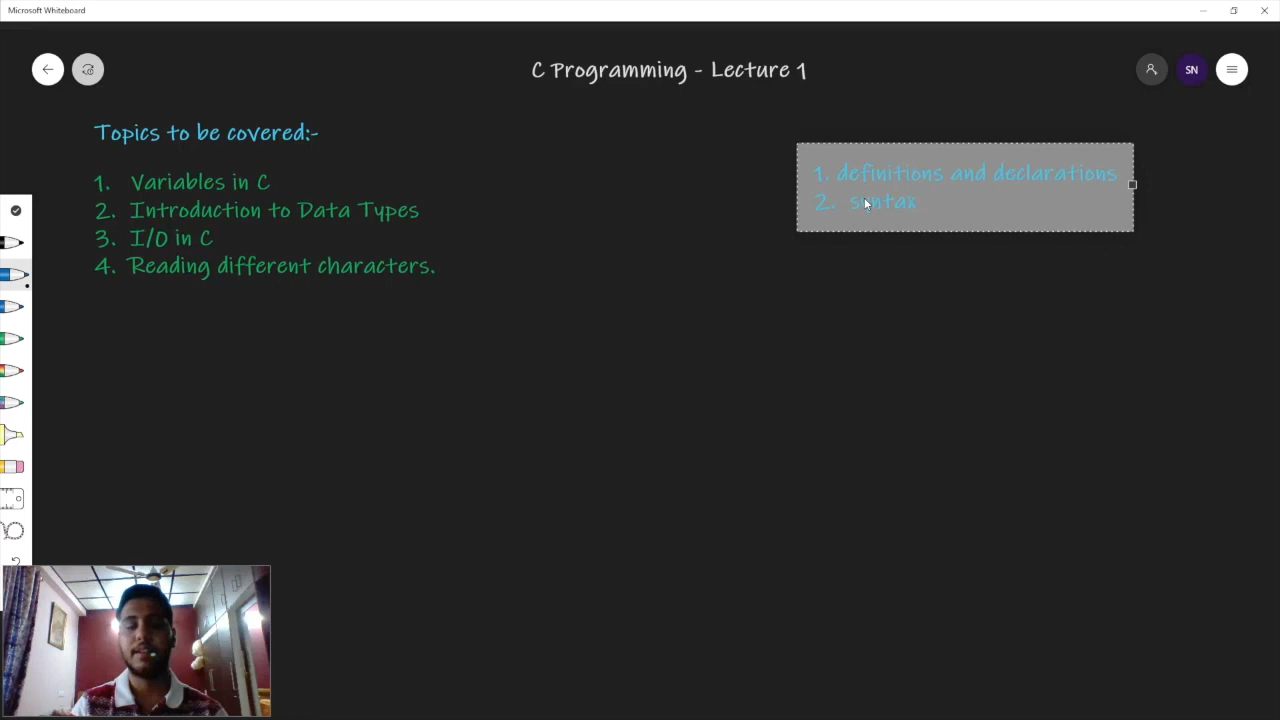 Microsoft Whiteboard
C Programming - Lecture 1
SN
Topics to be covered:-
1. Variables in C
2. Introduction to Data Types
3. I/O in C
4. Reading different characters.
1. definitions and declarations
2. syntax